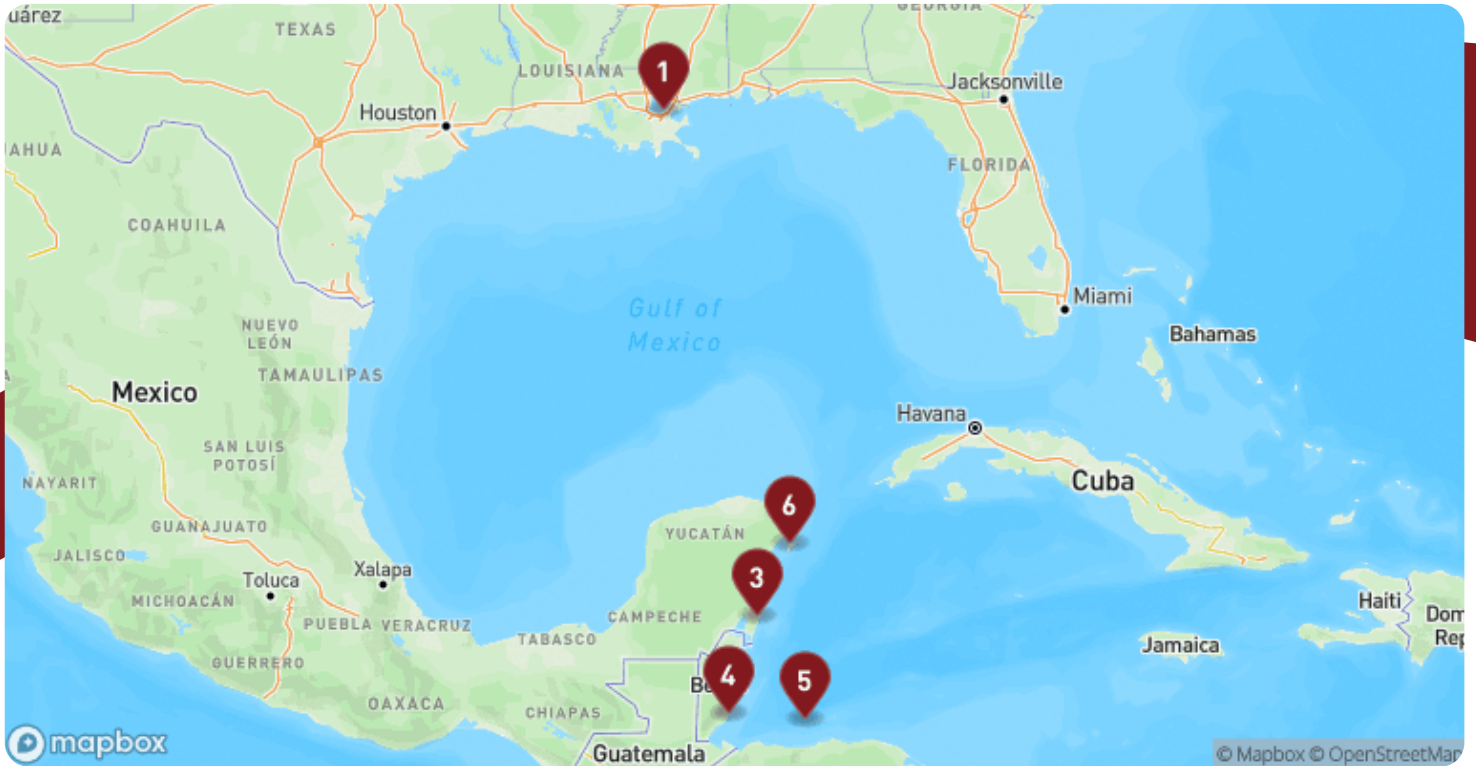 uárez
TEXAS
GEORGIA
LOUISIANA
1
Jacksonville
Houston
AHUA
FLORIDA
COAHUILA
Gulf of
Mexico
Miami
NUEVO
LEÓN
Bahamas
TAMAULIPAS
Mexico
Havana
SAN LUIS
POTOSÍ
NAYARIT
Cuba
6
YUCATÁN
GUANAJUATO
JALISCO
Xalapa
Toluca
3
MICHOACÁN
Haiti
PUEBLA
VERACRUZ
CAMPECHE
Dom
Rep
TABASCO
Jamaica
GUERRERO
4
5
OAXACA
CHIAPAS
Guatemala
mapbox
© Mapbox © OpenStreetMap